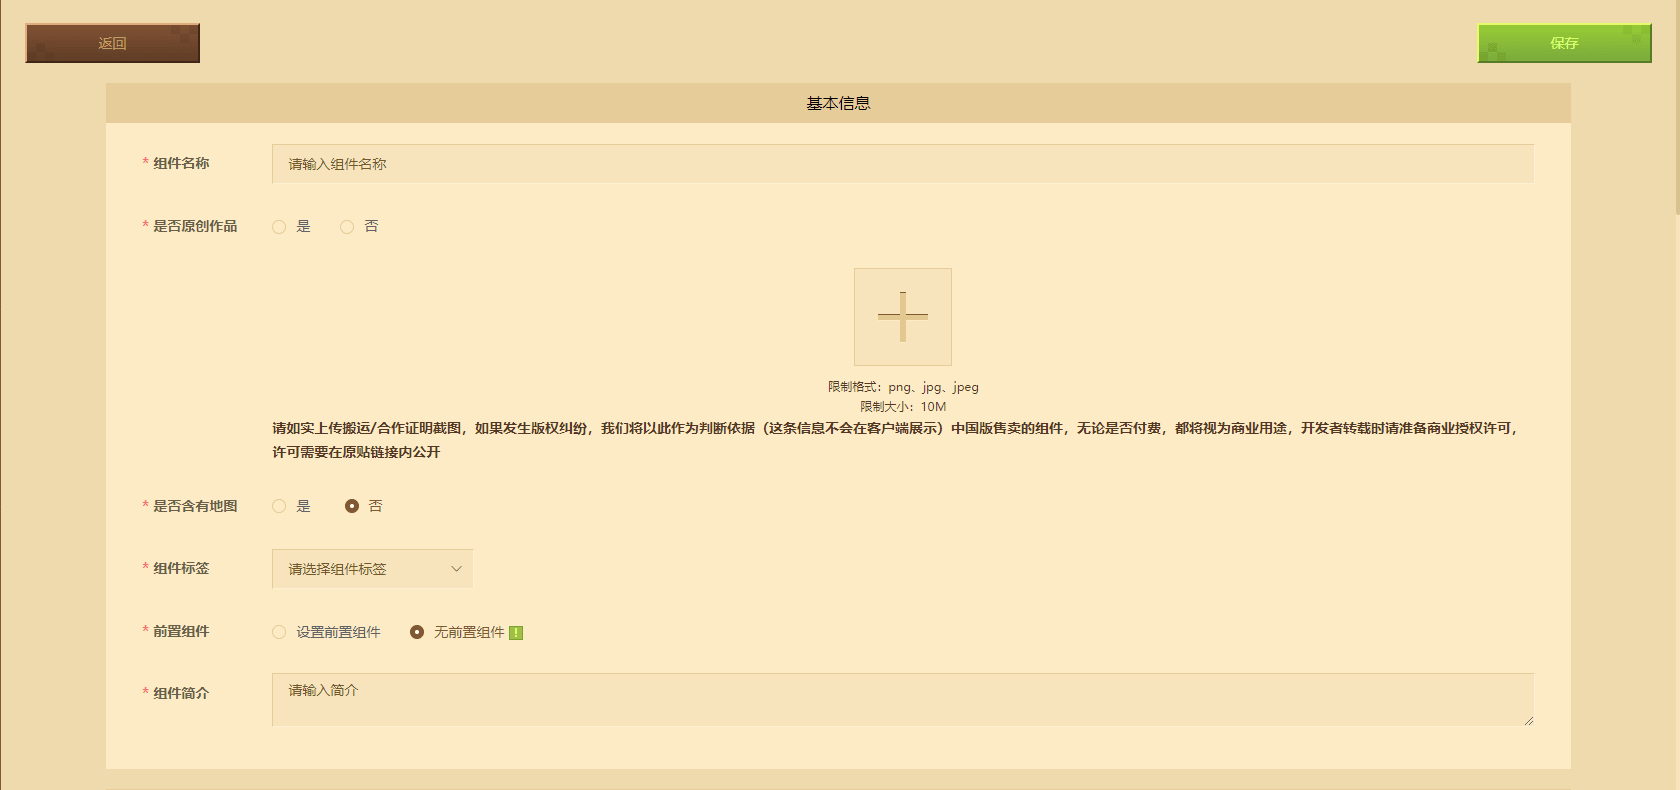 返回
保存
基本信息
* 组件名称
请输入组件名称
* 是否原创作品
是
否
限制格式：png、jpg、jpeg
限制大小：10M
请如实上传搬运/合作证明截图，如果发生版权纠纷，我们将以此作为判断依据（这条信息不会在客户端展示）中国版售卖的组件，无论是否付费，都将视为商业用途，开发者转载时请准备商业授权许可，
许可需要在原贴链接内公开
* 是否含有地图
是
否
* 组件标签
请选择组件标签
* 前置组件
设置前置组件
无前置组件 !
* 组件简介
请输入简介